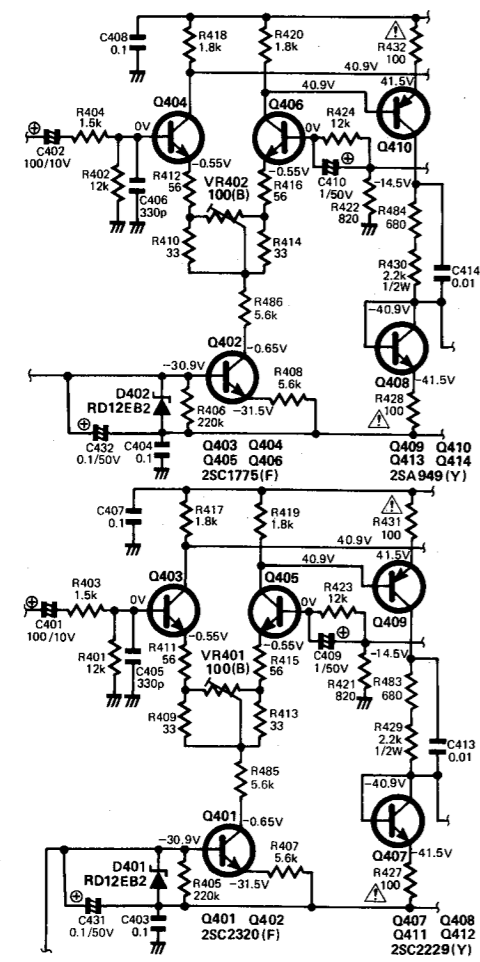 C408
0.1
R418
1.8k
R420
1.8k
R432
100
40.9V
40.9V
41.5V
Q404
Q406
Q410
R404
1.5k
0V
0V
R424
12k
C402
100/10V
R402
12k
C406
330p
-0.55V
-0.55V
R412
56
VR402
100(B)
R416
56
C410
1/50V
-14.5V
R422
820
R484
680
R410
33
R414
33
R430
2.2k
1/2W
C414
0.01
R486
5.6k
-40.9V
Q402
-0.65V
Q408
-30.9V
R408
5.6k
-41.5V
R428
100
D402
RD12EB2
R406
220k
-31.5V
C432
0.1/50V
C404
0.1
Q403 Q404
Q405 Q406
2SC1775(F)
Q409 Q410
Q413 Q414
2SA949(Y)
C407
0.1
R417
1.8k
R419
1.8k
R431
100
40.9V
40.9V
41.5V
Q403
Q405
Q409
R403
1.5k
0V
0V
R423
12k
C401
100/10V
R401
12k
C405
330p
-0.55V
-0.55V
R411
56
VR401
100(B)
R415
56
C409
1/50V
-14.5V
R421
820
R483
680
R409
33
R413
33
R429
2.2k
1/2W
C413
0.01
R485
5.6k
-40.9V
Q401
-0.65V
Q407
-30.9V
R407
5.6k
-41.5V
R427
100
D401
RD12EB2
R405
220k
-31.5V
C431
0.1/50V
C403
0.1
Q401 Q402
2SC2320(F)
Q407 Q408
Q411 Q412
2SC2229(Y)